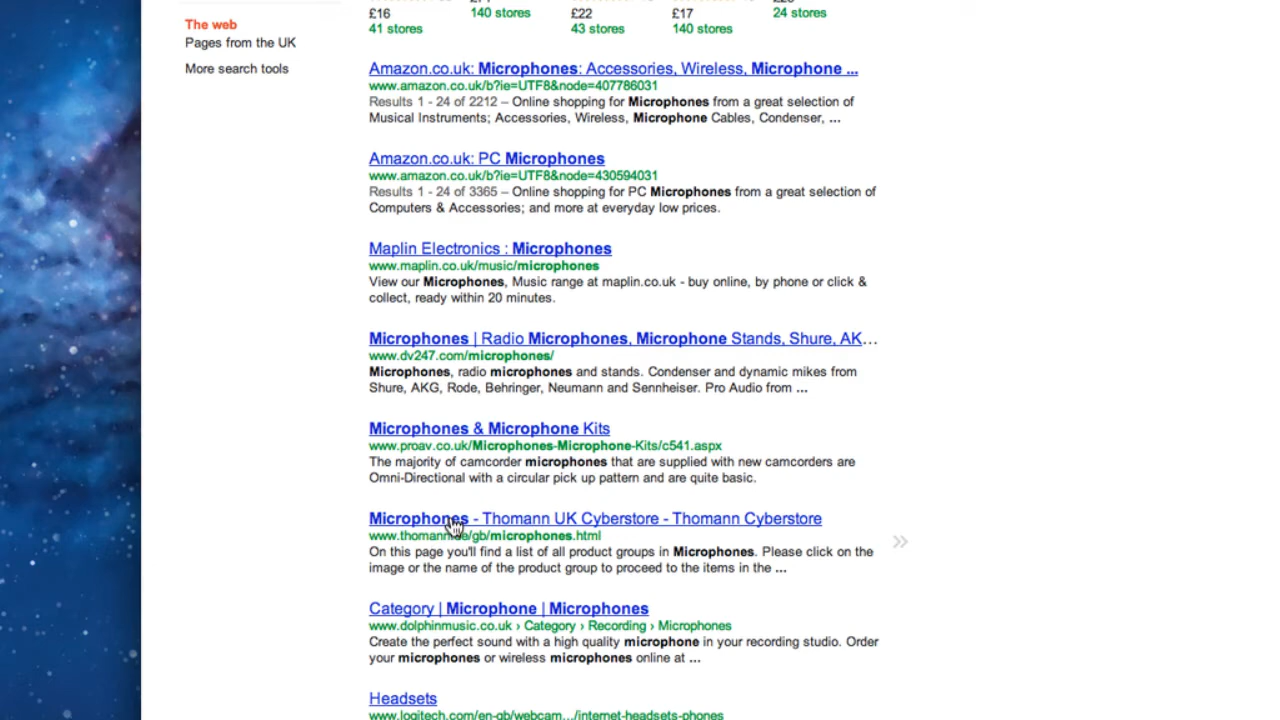 The web
Pages from the UK
More search tools
£16
41 stores
140 stores
£22
43 stores
£17
140 stores
24 stores
Amazon.co.uk: Microphones: Accessories, Wireless, Microphone ...
www.amazon.co.uk/b?ie=UTF8&node=407786031
Results 1 - 24 of 2212 – Online shopping for Microphones from a great selection of
Musical Instruments; Accessories, Wireless, Microphone Cables, Condenser, ...
Amazon.co.uk: PC Microphones
www.amazon.co.uk/b?ie=UTF8&node=430594031
Results 1 - 24 of 3365 – Online shopping for PC Microphones from a great selection of
Computers & Accessories; and more at everyday low prices.
Maplin Electronics : Microphones
www.maplin.co.uk/music/microphones
View our Microphones, Music range at maplin.co.uk - buy online, by phone or click &
collect, ready within 20 minutes.
Microphones | Radio Microphones, Microphone Stands, Shure, AK...
www.dv247.com/microphones/
Microphones, radio microphones and stands. Condenser and dynamic mikes from
Shure, AKG, Rode, Behringer, Neumann and Sennheiser. Pro Audio from ...
Microphones & Microphone Kits
www.proav.co.uk/Microphones-Microphone-Kits/c541.aspx
The majority of camcorder microphones that are supplied with new camcorders are
Omni-Directional with a circular pick up pattern and are quite basic.
Microphones - Thomann UK Cyberstore - Thomann Cyberstore
www.thomann.de/gb/microphones.html
On this page you'll find a list of all product groups in Microphones. Please click on the
image or the name of the product group to proceed to the items in the ...
»
Category | Microphone | Microphones
www.dolphinmusic.co.uk › Category › Recording › Microphones
Create the perfect sound with a high quality microphone in your recording studio. Order
your microphones or wireless microphones online at ...
Headsets
www.logitech.com/en-gb/webcam.../internet-headsets-phones